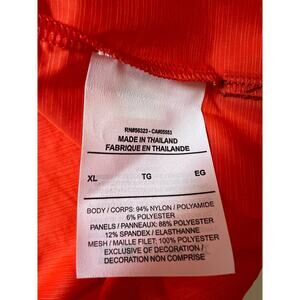 RN#56323 - CA#05553
MADE IN THAILAND
FABRIQUE EN THAILANDE
XL TG EG
BODY / CORPS: 94% NYLON / POLYAMIDE
6% POLYESTER
PANELS / PANNEAUX: 88% POLYESTER
12% SPANDEX / ELASTHANNE
MESH / MAILLE FILET: 100% POLYESTER
EXCLUSIVE OF DECORATION /
DECORATION NON COMPRISE